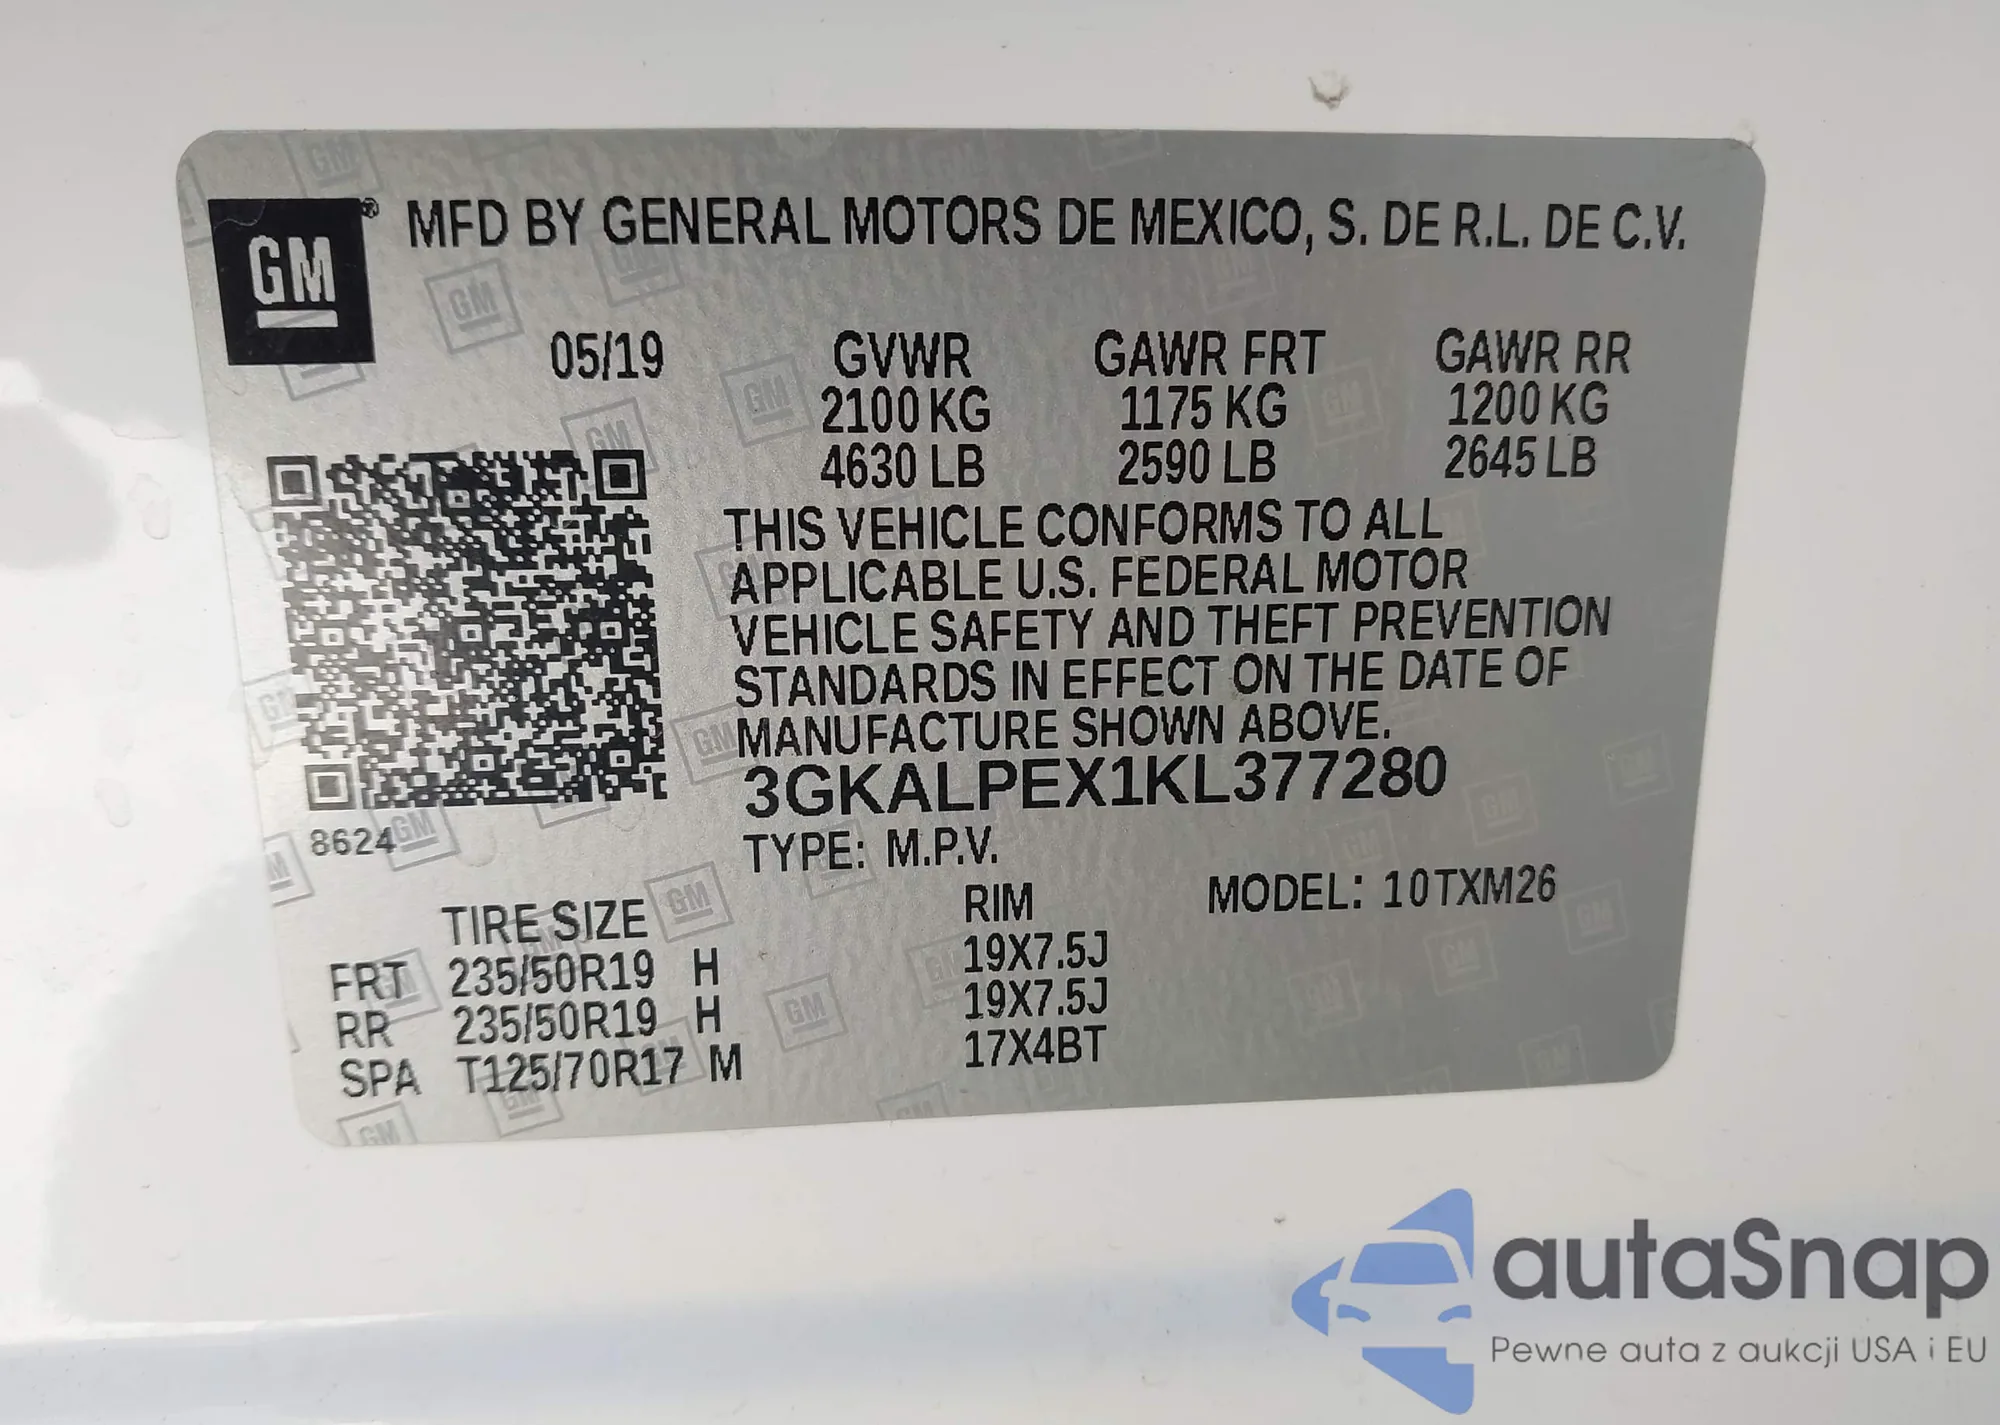 GM ® MFD BY GENERAL MOTORS DE MEXICO, S. DE R.L. DE C.V.
05/19 GVWR GAWR FRT GAWR RR
2100 KG 1175 KG 1200 KG
4630 LB 2590 LB 2645 LB
THIS VEHICLE CONFORMS TO ALL
APPLICABLE U.S. FEDERAL MOTOR
VEHICLE SAFETY AND THEFT PREVENTION
STANDARDS IN EFFECT ON THE DATE OF
MANUFACTURE SHOWN ABOVE.
3GKALPEX1KL377280
8624
TYPE: M.P.V.
TIRE SIZE RIM MODEL: 10TXM26
FRT 235/50R19 H 19X7.5J
RR 235/50R19 H 19X7.5J
SPA T125/70R17 M 17X4BT
autaSnap
Pewne auta z aukcji USA i EU